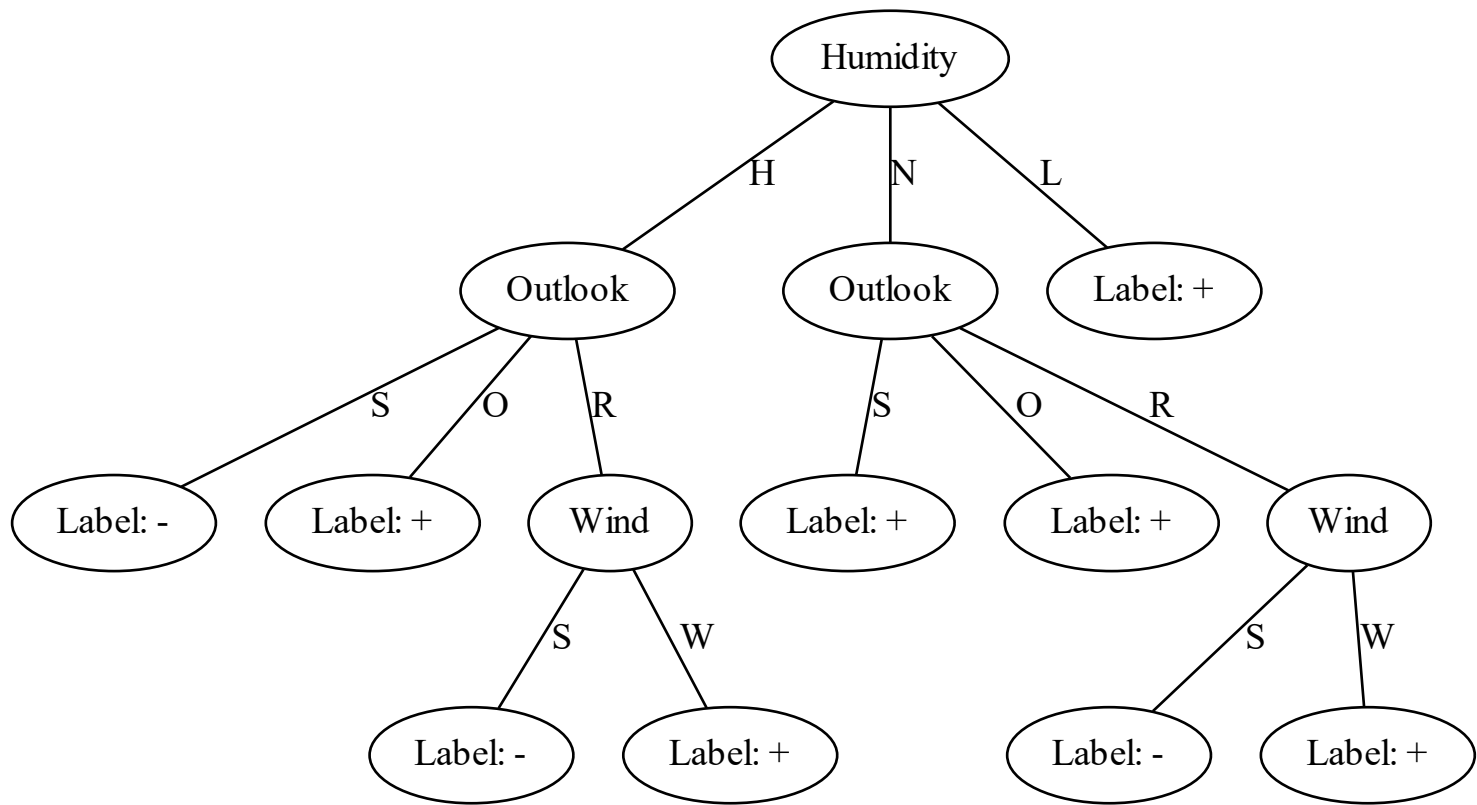 Humidity
H
N
L
Outlook
Outlook
Label: +
S
O
R
S
O
R
Label: -
Label: +
Wind
Label: +
Label: +
Wind
S
W
S
W
Label: -
Label: +
Label: -
Label: +